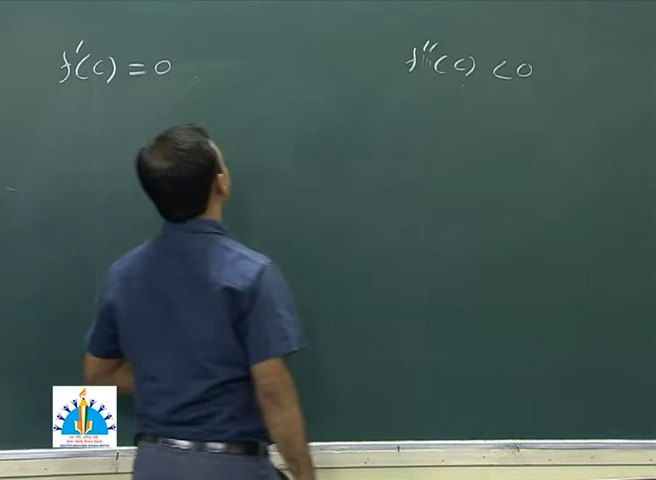 f'(c) = 0
f''(c) < 0